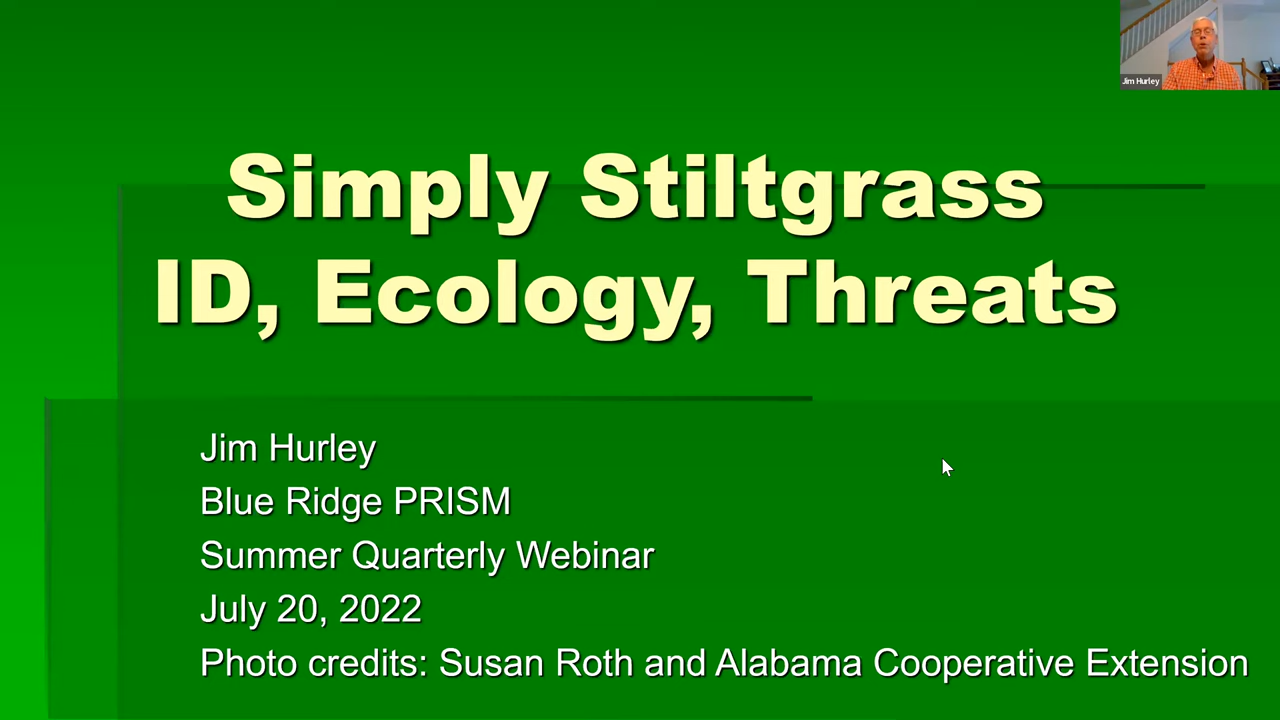 Jim Hurley
Simply Stiltgrass
ID, Ecology, Threats
Jim Hurley
Blue Ridge PRISM
Summer Quarterly Webinar
July 20, 2022
Photo credits: Susan Roth and Alabama Cooperative Extension